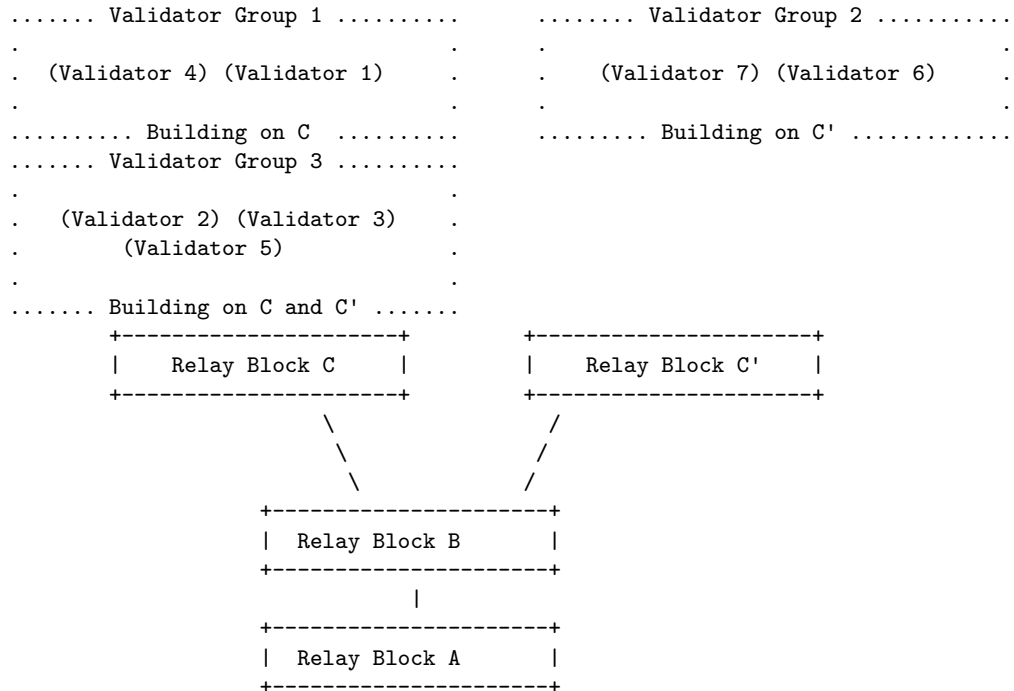 ....... Validator Group 1 .......... ........ Validator Group 2 ...........
. . . .
. (Validator 4) (Validator 1) . . (Validator 7) (Validator 6) .
. . . .
.......... Building on C .......... ......... Building on C' .............
....... Validator Group 3 ..........
. .
. (Validator 2) (Validator 3) .
. (Validator 5) .
. .
....... Building on C and C' .......
+----------------------+ +----------------------+
| Relay Block C | | Relay Block C' |
+----------------------+ +----------------------+
\ /
\ /
\ /
+----------------------+
| Relay Block B |
+----------------------+
|
+----------------------+
| Relay Block A |
+----------------------+